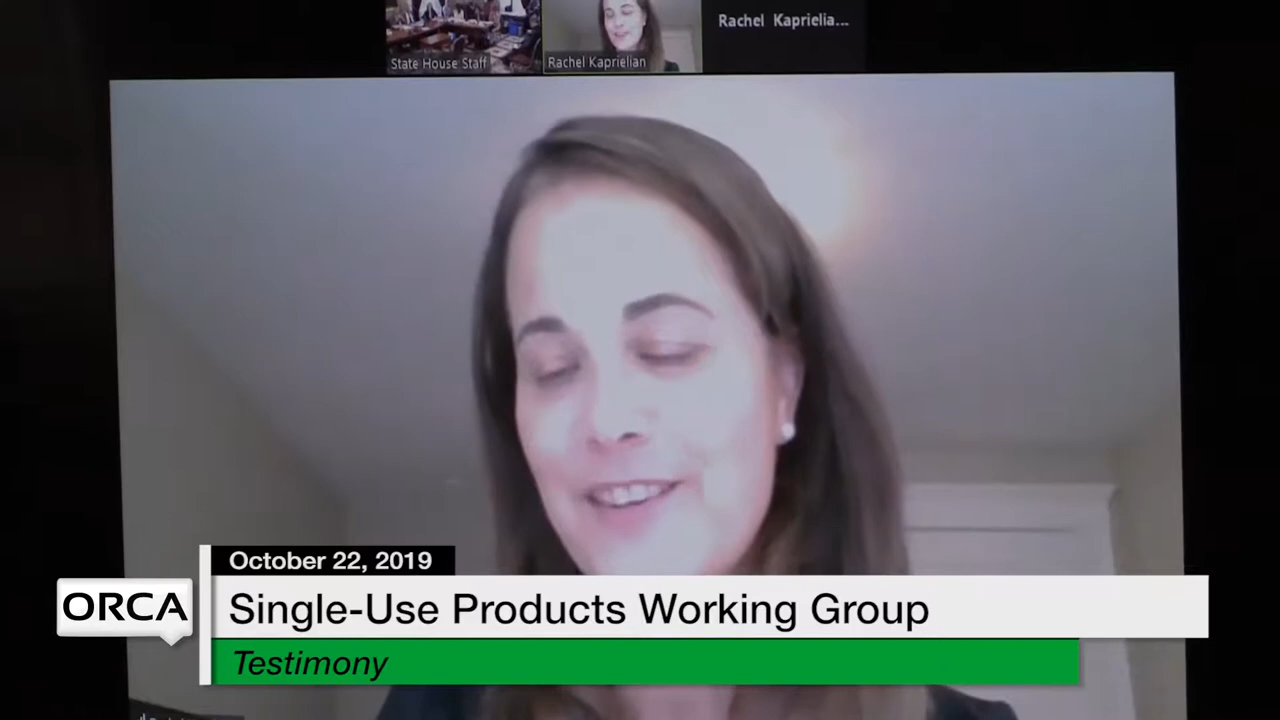 Rachel Kaprielia...
State House Staff
Rachel Kaprielian
October 22, 2019
ORCA
Single-Use Products Working Group
Testimony